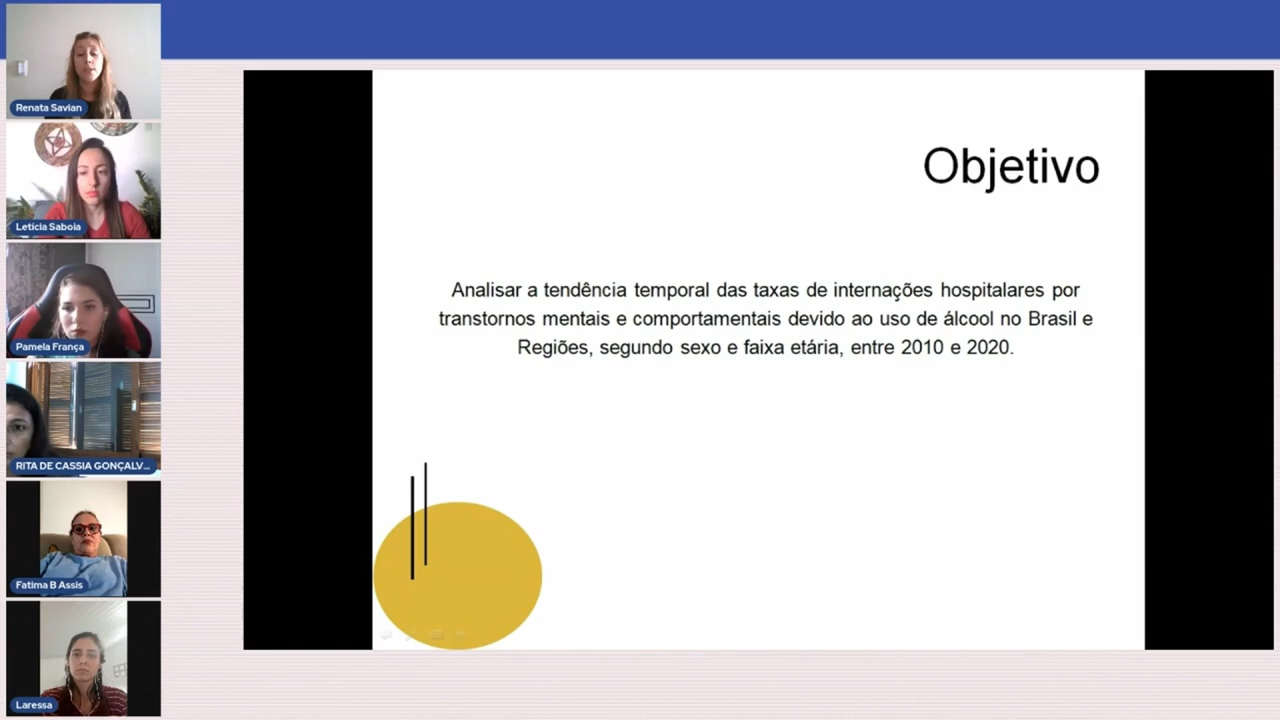 Renata Savian
Letícia Saboia
Pamela França
RITA DE CASSIA GONÇALV...
Fatima B Assis
Laressa
Objetivo
Analisar a tendência temporal das taxas de internações hospitalares por
transtornos mentais e comportamentais devido ao uso de álcool no Brasil e
Regiões, segundo sexo e faixa etária, entre 2010 e 2020.